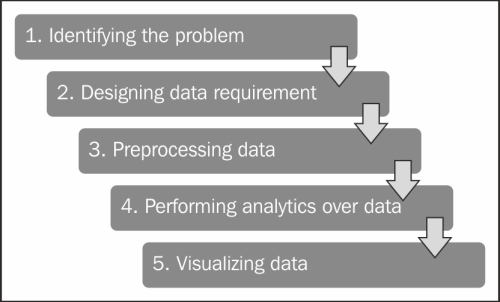 1. Identifying the problem
2. Designing data requirement
3. Preprocessing data
4. Performing analytics over data
5. Visualizing data